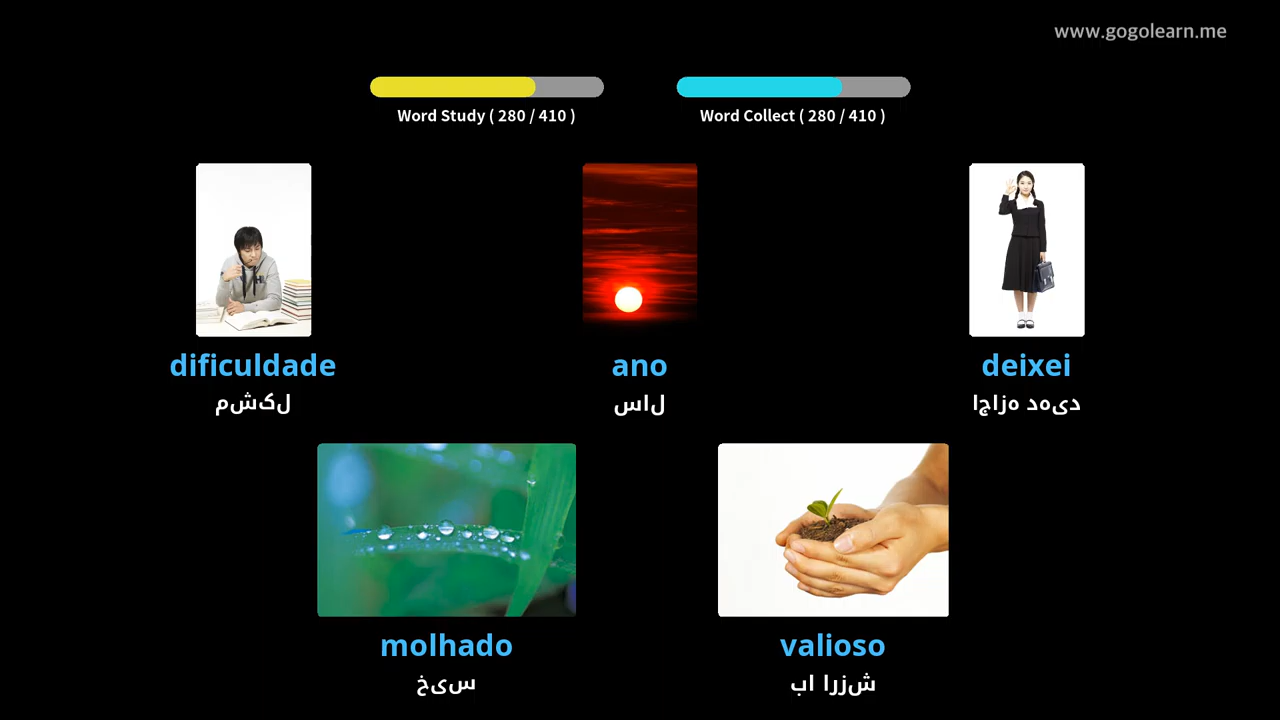 www.gogolearn.me
Word Study ( 280 / 410 )
Word Collect ( 280 / 410 )
dificuldade
لکشم
ano
لاس
deixei
دیهد هزاجا
molhado
سیخ
valioso
شزرا اب